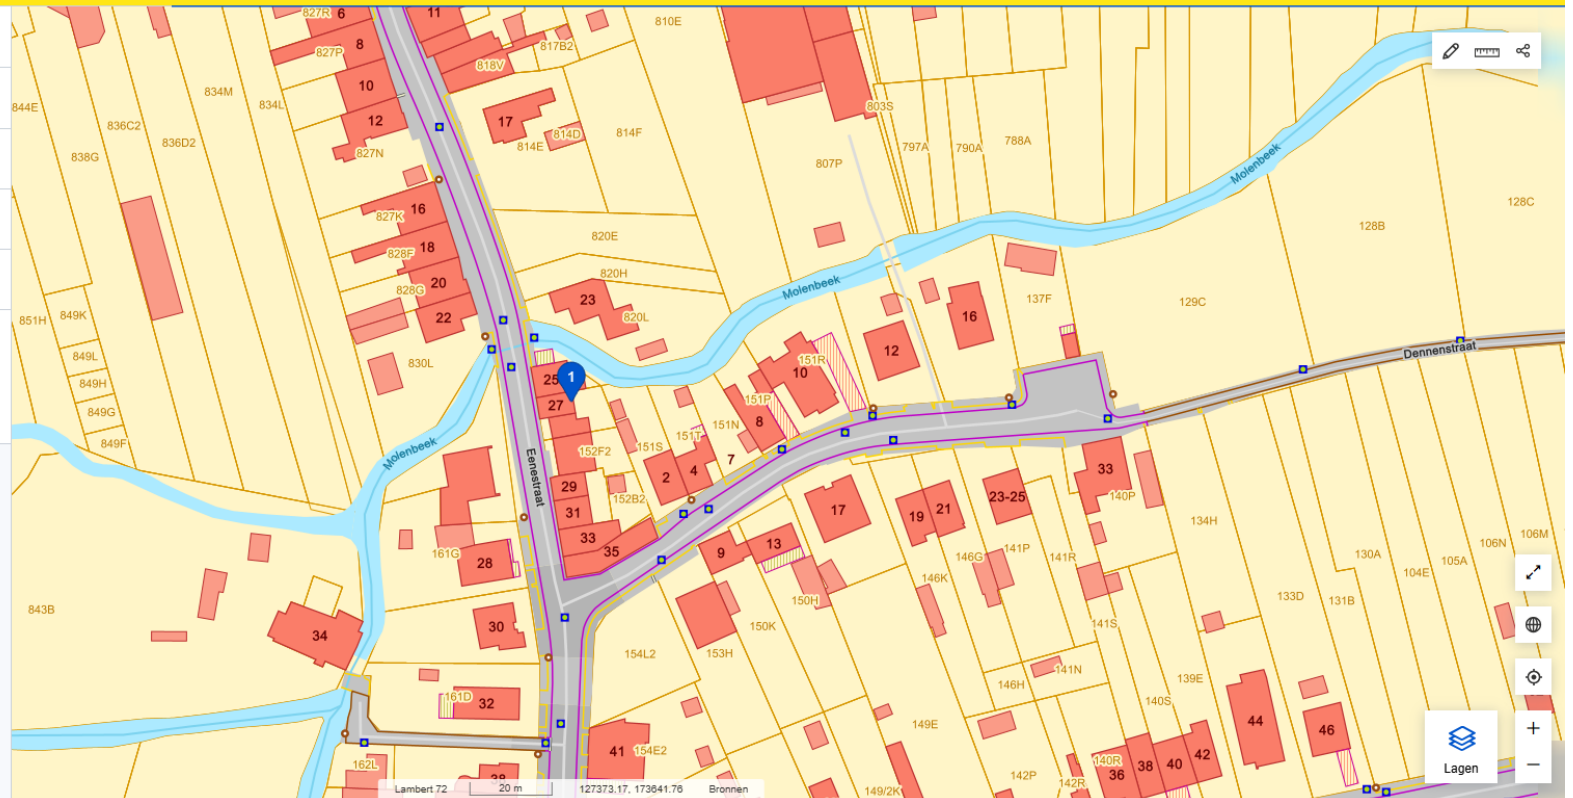 827R
6
11
810E
8
817B2
827P
818V
10
834M
834L
844E
803S
12
17
836C2
814D
814F
836D2
788A
814E
797A
790A
827N
838G
807P
Molenbeek
128C
16
827K
128B
820E
18
828F
820H
20
Molenbeek
828G
23
137F
129C
849K
16
820L
851H
22
Dennenstraat
12
849L
151R
830L
10
1
25
849H
151P
27
849G
8
151N
151T
849F
151S
Molenbeek
152F2
7
33
Eenestraat
2
4
29
152B2
23-25
140P
17
31
19
21
134H
106M
33
13
106N
35
9
141P
161G
130A
146G
141R
105A
28
104E
146K
133D
150H
131B
843B
141S
150K
30
34
154L2
153H
141N
139E
146H
161D
140S
32
149E
44
46
41
154E2
42
140R
162L
38
40
36
Lagen
38
142P
142R
149/2K
Lambert 72
20 m
127373.17, 173641.76
Bronnen